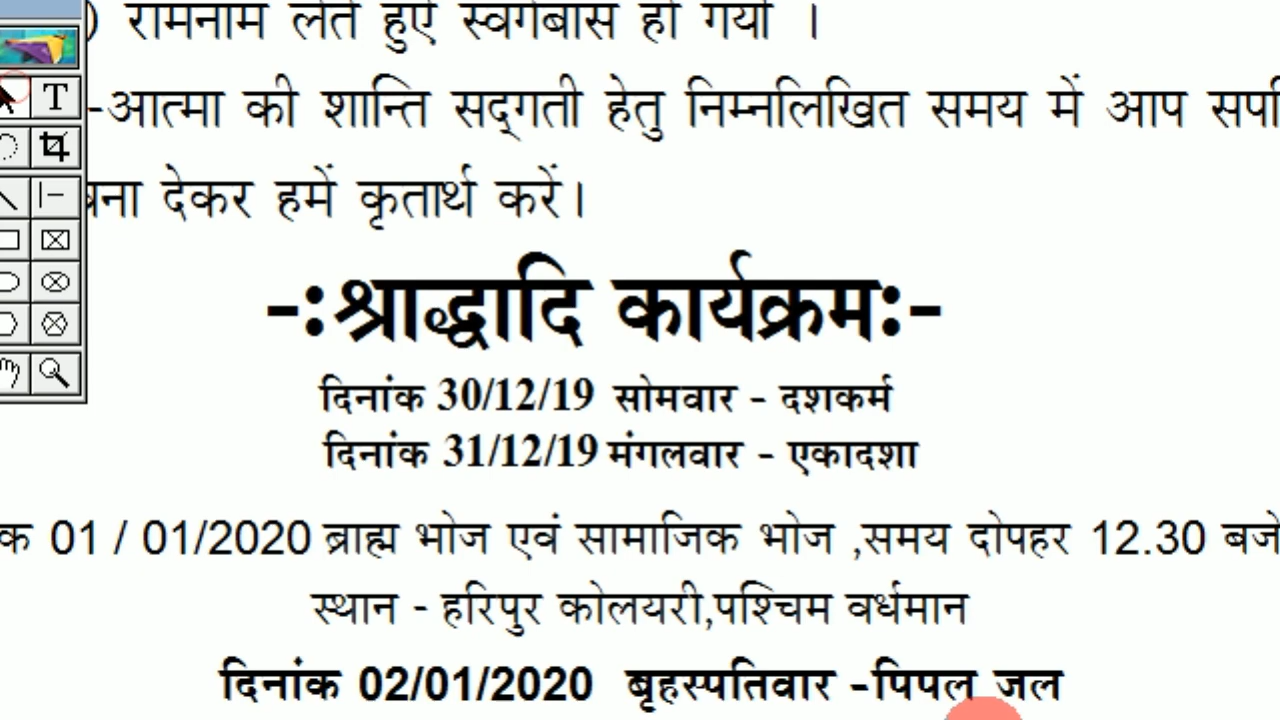 ) रामनाम लेते हुए स्वर्गबास हो गयो ।
T -आत्मा की शान्ति सद्‌गती हेतु निम्नलिखित समय में आप सपरि
देकर हमें कृतार्थ करें।
-:श्राद्धादि कार्यक्रम:-
दिनांक 30/12/19 सोमवार - दशकर्म
दिनांक 31/12/19 मंगलवार - एकादशा
क 01 / 01/2020 ब्राह्म भोज एवं सामाजिक भोज ,समय दोपहर 12.30 बजे
स्थान - हरिपुर कोलयरी,पश्चिम वर्धमान
दिनांक 02/01/2020 बृहस्पतिवार -पिपल जल